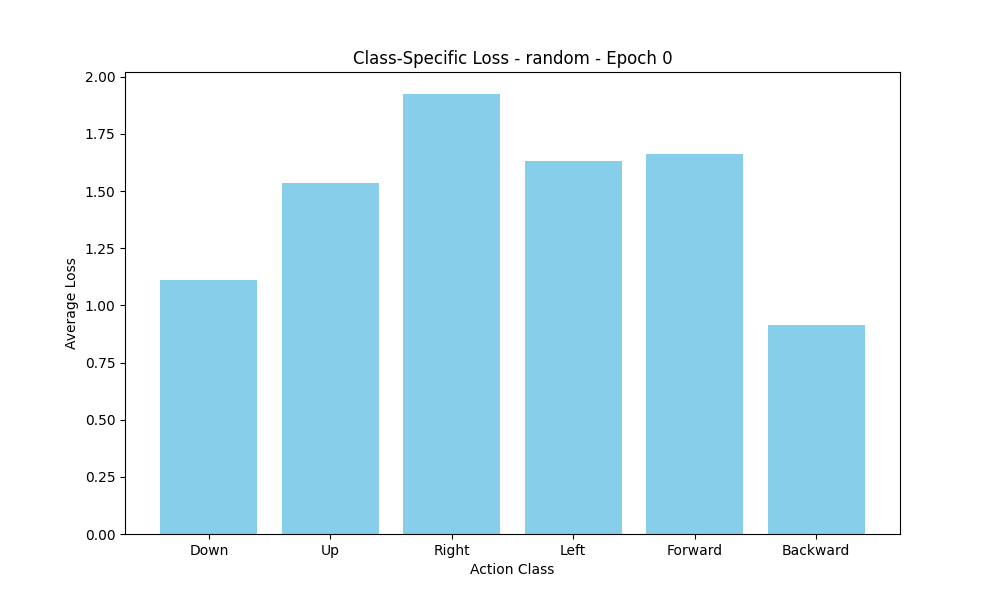 Class-Specific Loss - random - Epoch 0
2.00
1.75
1.50
1.25
1.00
0.75
0.50
0.25
0.00
Average Loss
Down Up Right Left Forward Backward
Action Class